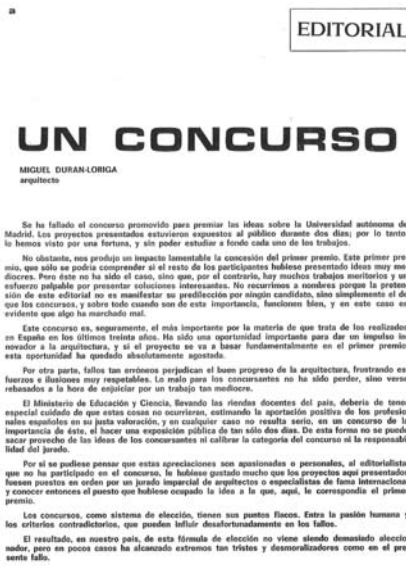 EDITORIAL
UN CONCURSO
MIGUEL DURAN-LORIGA
arquitecto
Se ha fallado el concurso promovido para premiar las ideas sobre la Universidad autónoma de
Madrid. Los proyectos presentados estuvieron expuestos al público durante dos días; por lo tanto,
lo hemos visto por una fortuna, y sin poder estudiar a fondo cada uno de los trabajos.
No obstante, nos produjo un impacto lamentable la concesión del primer premio. Este primer pre-
mio, que sólo se podría comprender si el resto de los participantes hubiese presentado ideas muy me-
diocres. Pero éste no ha sido el caso, sino que, por el contrario, hay muchos trabajos meritorios y un
esfuerzo palpable por presentar soluciones interesantes. No recurrimos a nombres porque la preten-
sión de este editorial no es manifestar su predilección por ningún candidato, sino simplemente el de
que los concursos, y sobre todo cuando son de esta importancia, funcionen bien, y en este caso es
evidente que algo ha marchado mal.
Este concurso es, seguramente, el más importante por la materia de que trata de los realizados
en España en los últimos treinta años. Ha sido una oportunidad importante para dar un impulso in-
novador a la arquitectura, y si el proyecto se va a basar fundamentalmente en el primer premio
esta oportunidad ha quedado absolutamente agostada.
Por otra parte, fallos tan erróneos perjudican el buen progreso de la arquitectura, frustrando es-
fuerzos e ilusiones muy respetables. Lo malo para los concursantes no ha sido perder, sino verse
rebasados a la hora de enjuiciar por un trabajo tan mediocre.
El Ministerio de Educación y Ciencia, llevando las riendas docentes del país, debería de tener
especial cuidado de que estas cosas no ocurrieran, estimando la aportación positiva de los profesio-
nales españoles en su justa valoración, y en cualquier caso no resulta serio, en un concurso de la
importancia de éste, el hacer una exposición pública de tan sólo dos días. De esta forma no se puede
sacar provecho de las ideas de los concursantes ni calibrar la categoría del concurso ni la responsabi-
lidad del jurado.
Por si se pudiese pensar que estas apreciaciones son apasionadas o personales, al editorialista,
que no ha participado en el concurso, le hubiese gustado mucho que los proyectos aquí presentados
fuesen puestos en orden por un jurado imparcial de arquitectos o especialistas de fama internacional
y conocer entonces el puesto que hubiese ocupado la idea a la que, aquí, le correspondía el primer
premio.
Los concursos, como sistema de elección, tienen sus puntos flacos. Entra la pasión humana y
los criterios contradictorios, que pueden influir desafortunadamente en los fallos.
El resultado, en nuestro país, de esta fórmula de elección no viene siendo demasiado aleccio-
nador, pero en pocos casos ha alcanzado extremos tan tristes y desmoralizadores como en el pre-
sente fallo.